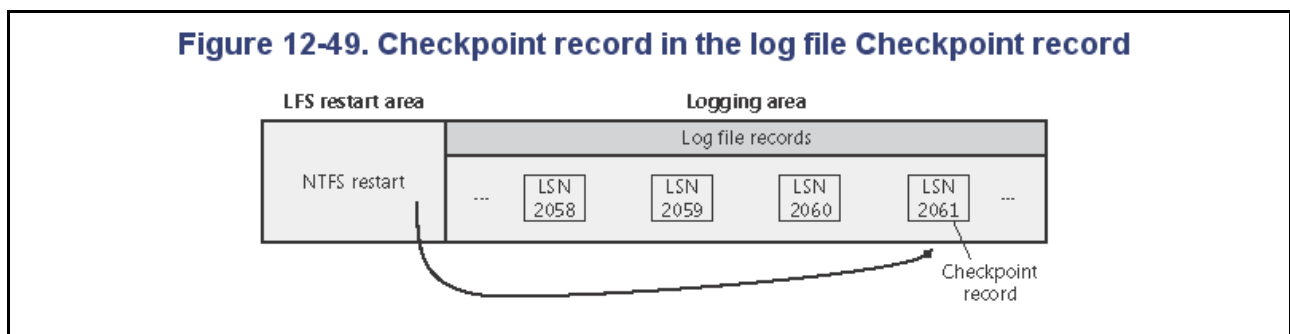 Figure 12-49. Checkpoint record in the log file Checkpoint record
LFS restart area
Logging area
Log file records
NTFS restart
...
LSN
2058
LSN
2059
LSN
2060
LSN
2061
...
Checkpoint
record